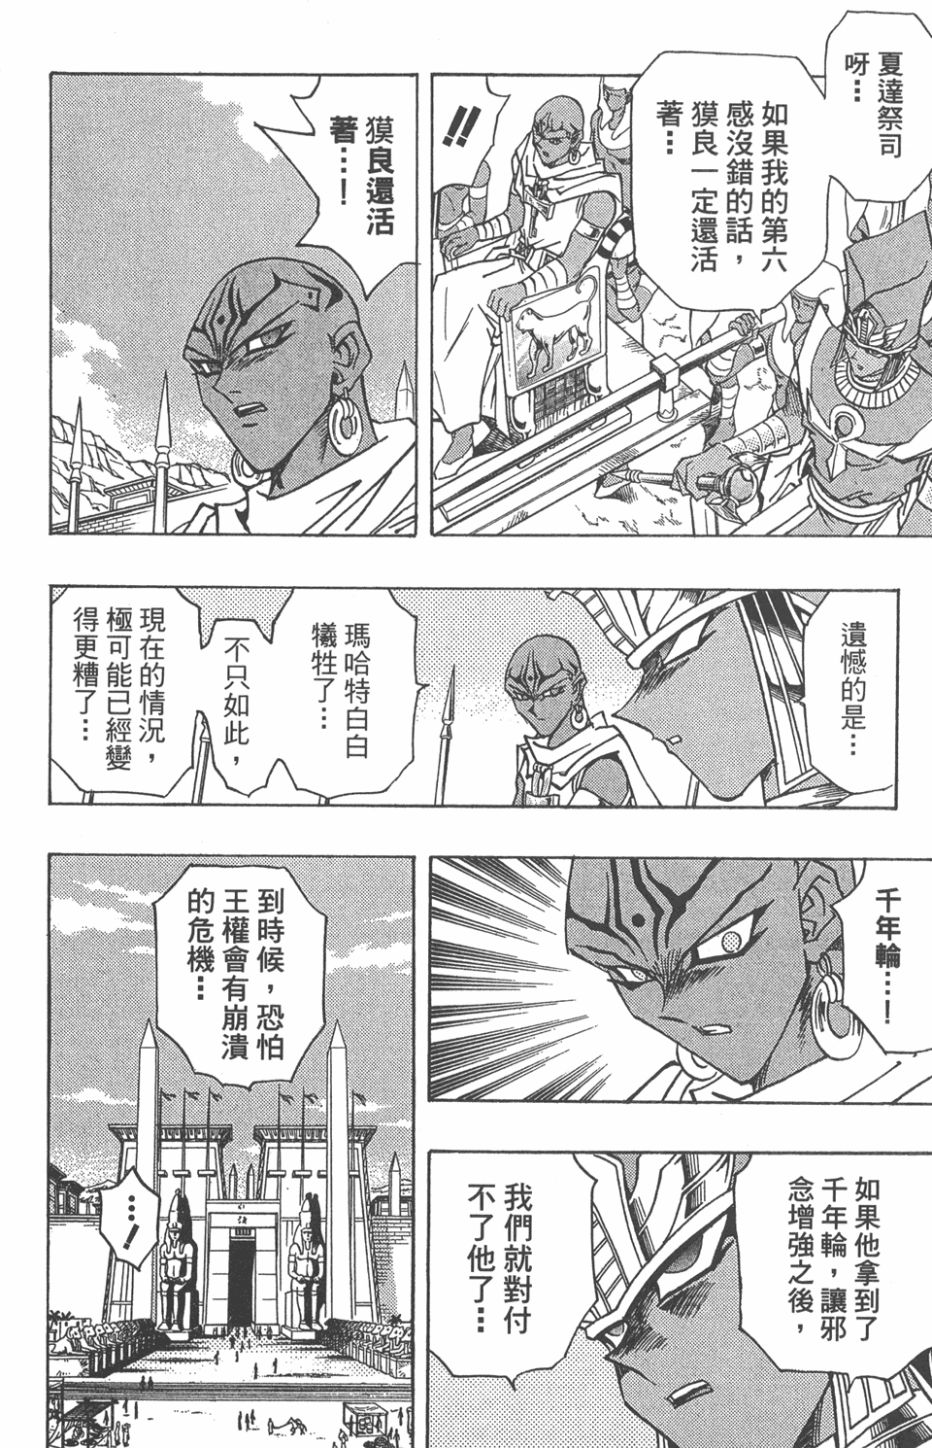 夏達祭司
呀…
如果我的第六
感沒錯的話，
獏良一定還活
著…
!!
獏良還活
著…！
遺憾的是…
瑪哈特白白
犧牲了…
不只如此，
現在的情況，
極可能已經變
得更糟了…
千年輪…！
如果他拿到了
千年輪，讓邪
念增強之後，
我們就對付
不了他了…
到時候，恐怕
王權會有崩潰
的危機…
…！